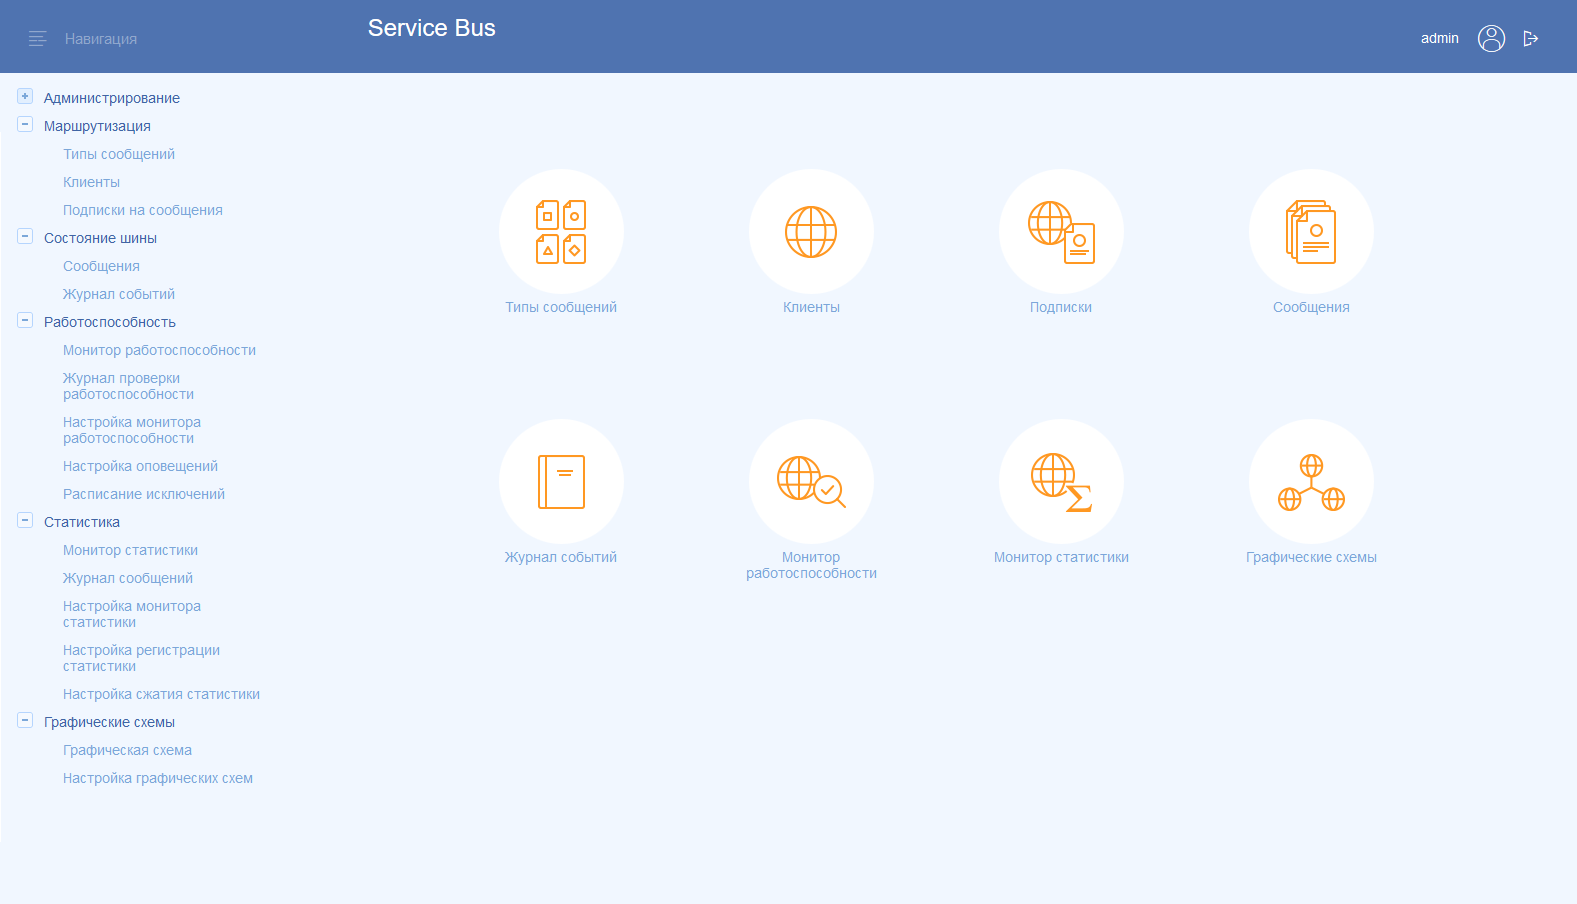 Навигация
Service Bus
admin
Администрирование
Маршрутизация
Типы сообщений
Клиенты
Подписки на сообщения
Состояние шины
Сообщения
Журнал событий
Работоспособность
Монитор работоспособности
Журнал проверки
работоспособности
Настройка монитора
работоспособности
Настройка оповещений
Расписание исключений
Статистика
Монитор статистики
Журнал сообщений
Настройка монитора
статистики
Настройка регистрации
статистики
Настройка сжатия статистики
Графические схемы
Графическая схема
Настройка графических схем
Типы сообщений
Клиенты
Подписки
Сообщения
Журнал событий
Монитор
работоспособности
Монитор статистики
Графические схемы